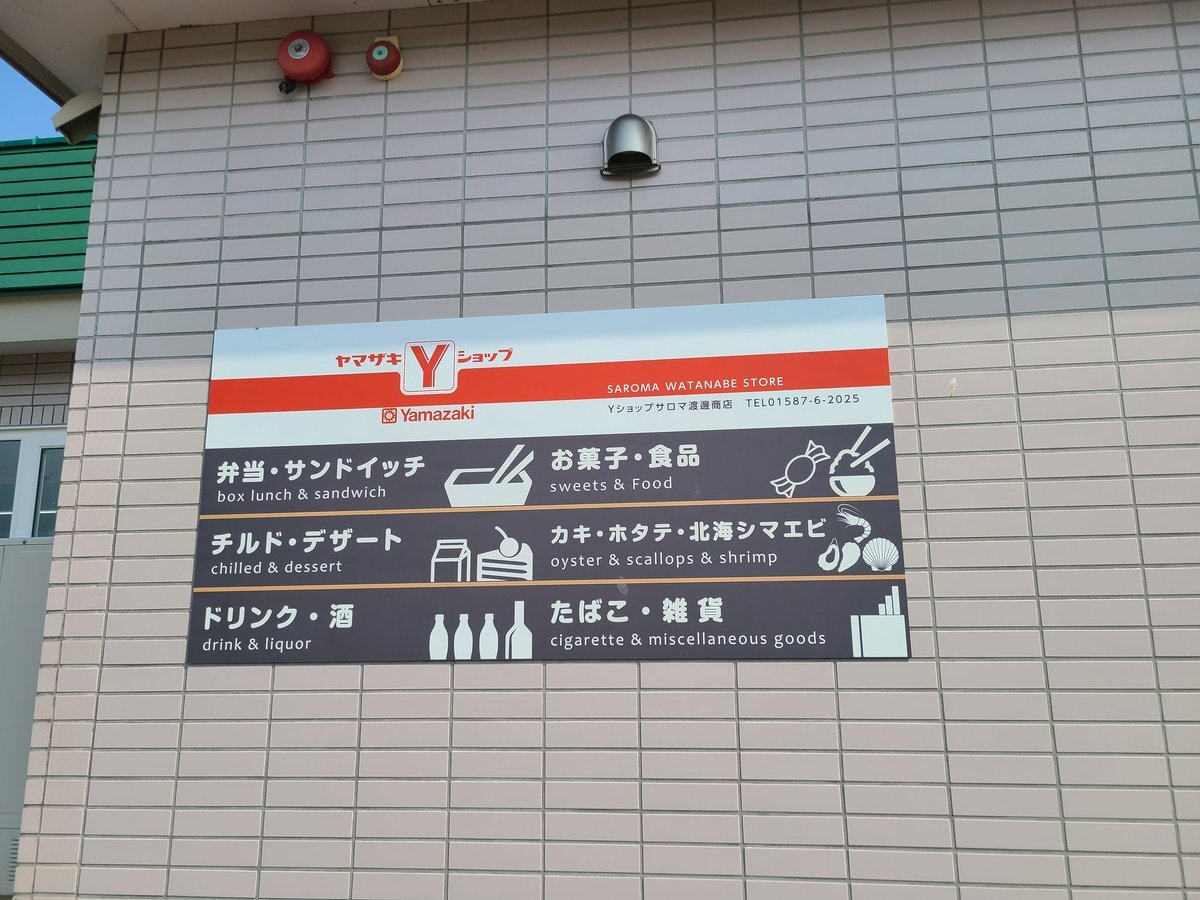 ヤマザキ Y ショップ
Yamazaki
SAROMA WATANABE STORE
Yショップサロマ渡邊商店 TEL01587-6-2025
弁当・サンドイッチ
box lunch & sandwich
お菓子・食品
sweets & Food
チルド・デザート
chilled & dessert
カキ・ホタテ・北海シマエビ
oyster & scallops & shrimp
ドリンク・酒
drink & liquor
たばこ・雑貨
cigarette & miscellaneous goods